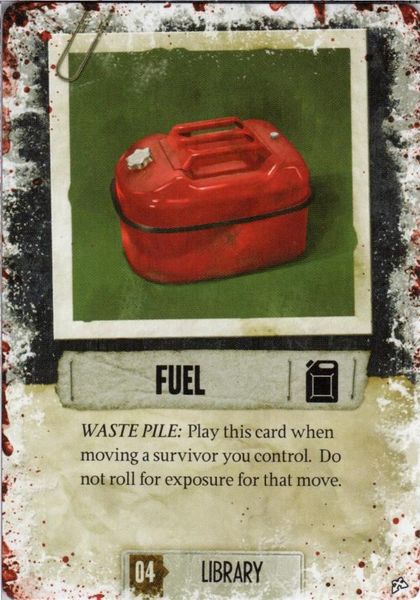 FUEL
WASTE PILE: Play this card when
moving a survivor you control. Do
not roll for exposure for that move.
04 LIBRARY